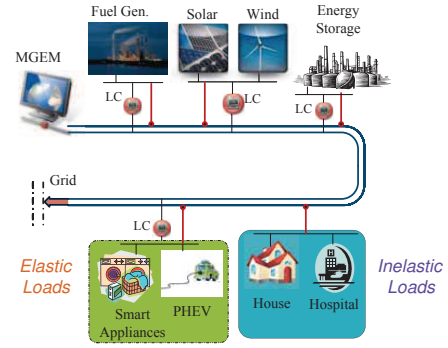 Fuel Gen.
Solar
Wind
Energy
Storage
MGEM
LC
LC
LC
Grid
LC
Elastic
Loads
Smart
Appliances
PHEV
House
Hospital
Inelastic
Loads